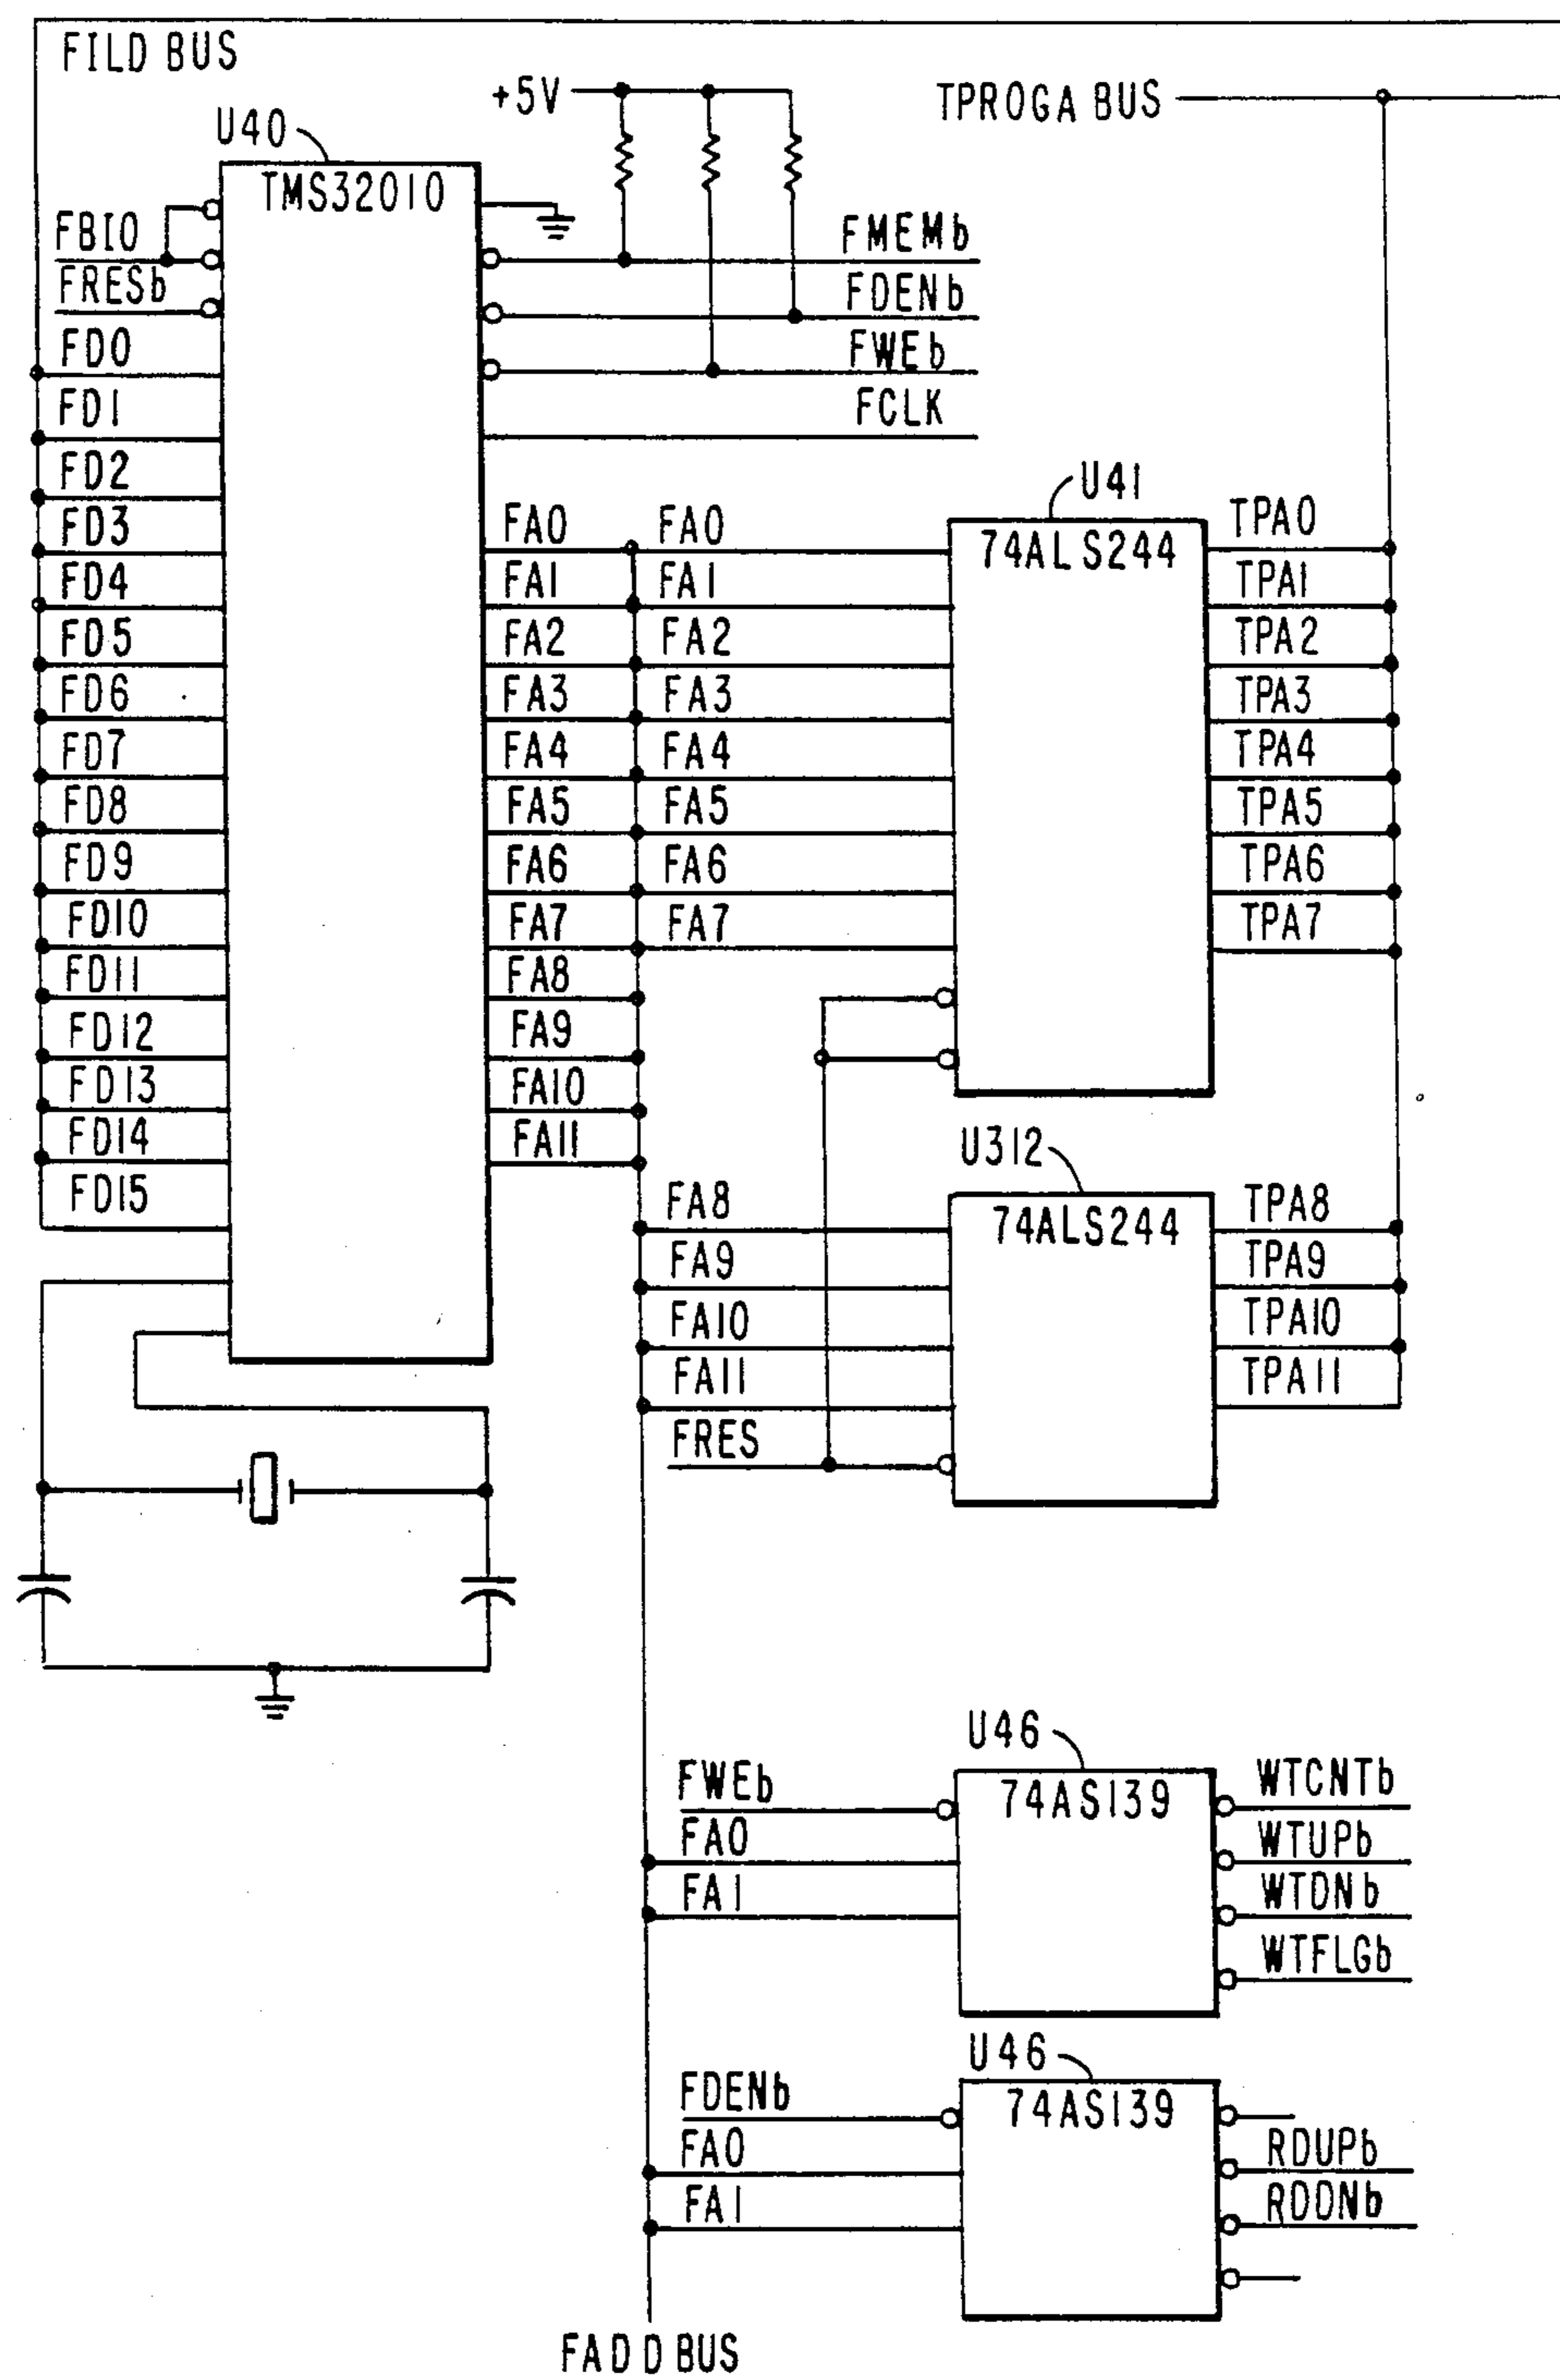 FILD BUS
+5V
TPROGA BUS
U40
TMS32010
FBIO
FRESb
FD0
FD1
FD2
FD3
FD4
FD5
FD6
FD7
FD8
FD9
FD10
FD11
FD12
FD13
FD14
FD15
FMEMb
FDENb
FWEb
FCLK
FA0
FA1
FA2
FA3
FA4
FA5
FA6
FA7
FA8
FA9
FA10
FA11
FA0
FA1
FA2
FA3
FA4
FA5
FA6
FA7
U41
74ALS244
TPA0
TPA1
TPA2
TPA3
TPA4
TPA5
TPA6
TPA7
U312
74ALS244
FA8
FA9
FA10
FA11
FRES
TPA8
TPA9
TPA10
TPA11
U46
74AS139
FWEb
FA0
FA1
WTCNTb
WTUPb
WTDNb
WTFLGb
U46
74AS139
FDENb
FA0
FA1
RDUPb
RDDNb
FADD BUS